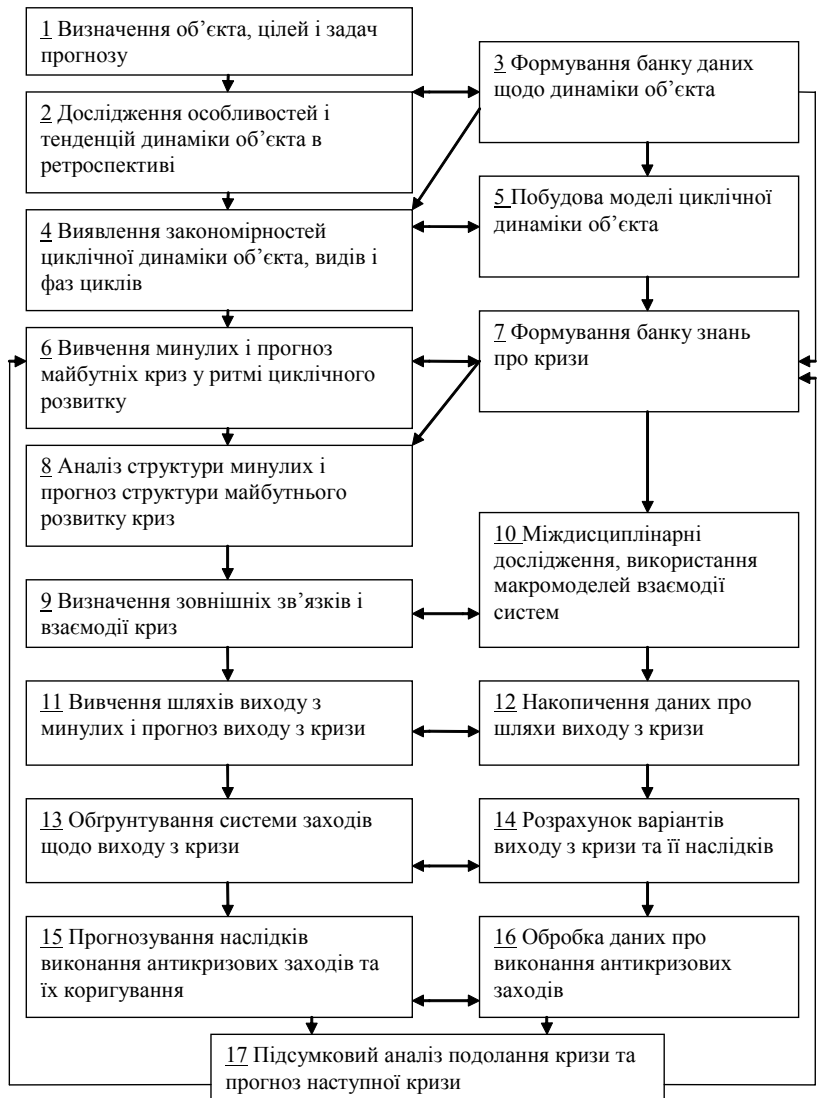 1 Визначення об’єкта, цілей і задач
прогнозу
3 Формування банку даних
щодо динаміки об’єкта
2 Дослідження особливостей і
тенденцій динаміки об’єкта в
ретроспективі
5 Побудова моделі циклічної
динаміки об’єкта
4 Виявлення закономірностей
циклічної динаміки об’єкта, видів і
фаз циклів
7 Формування банку знань
про кризи
6 Вивчення минулих і прогноз
майбутніх криз у ритмі циклічного
розвитку
8 Аналіз структури минулих і
прогноз структури майбутнього
розвитку криз
10 Міждисциплінарні
дослідження, використання
макромоделей взаємодії
систем
9 Визначення зовнішніх зв’язків і
взаємодії криз
11 Вивчення шляхів виходу з
минулих і прогноз виходу з кризи
12 Накопичення даних про
шляхи виходу з кризи
13 Обґрунтування системи заходів
щодо виходу з кризи
14 Розрахунок варіантів
виходу з кризи та її наслідків
15 Прогнозування наслідків
виконання антикризових заходів та
їх коригування
16 Обробка даних про
виконання антикризових
заходів
17 Підсумковий аналіз подолання кризи та
прогноз наступної кризи